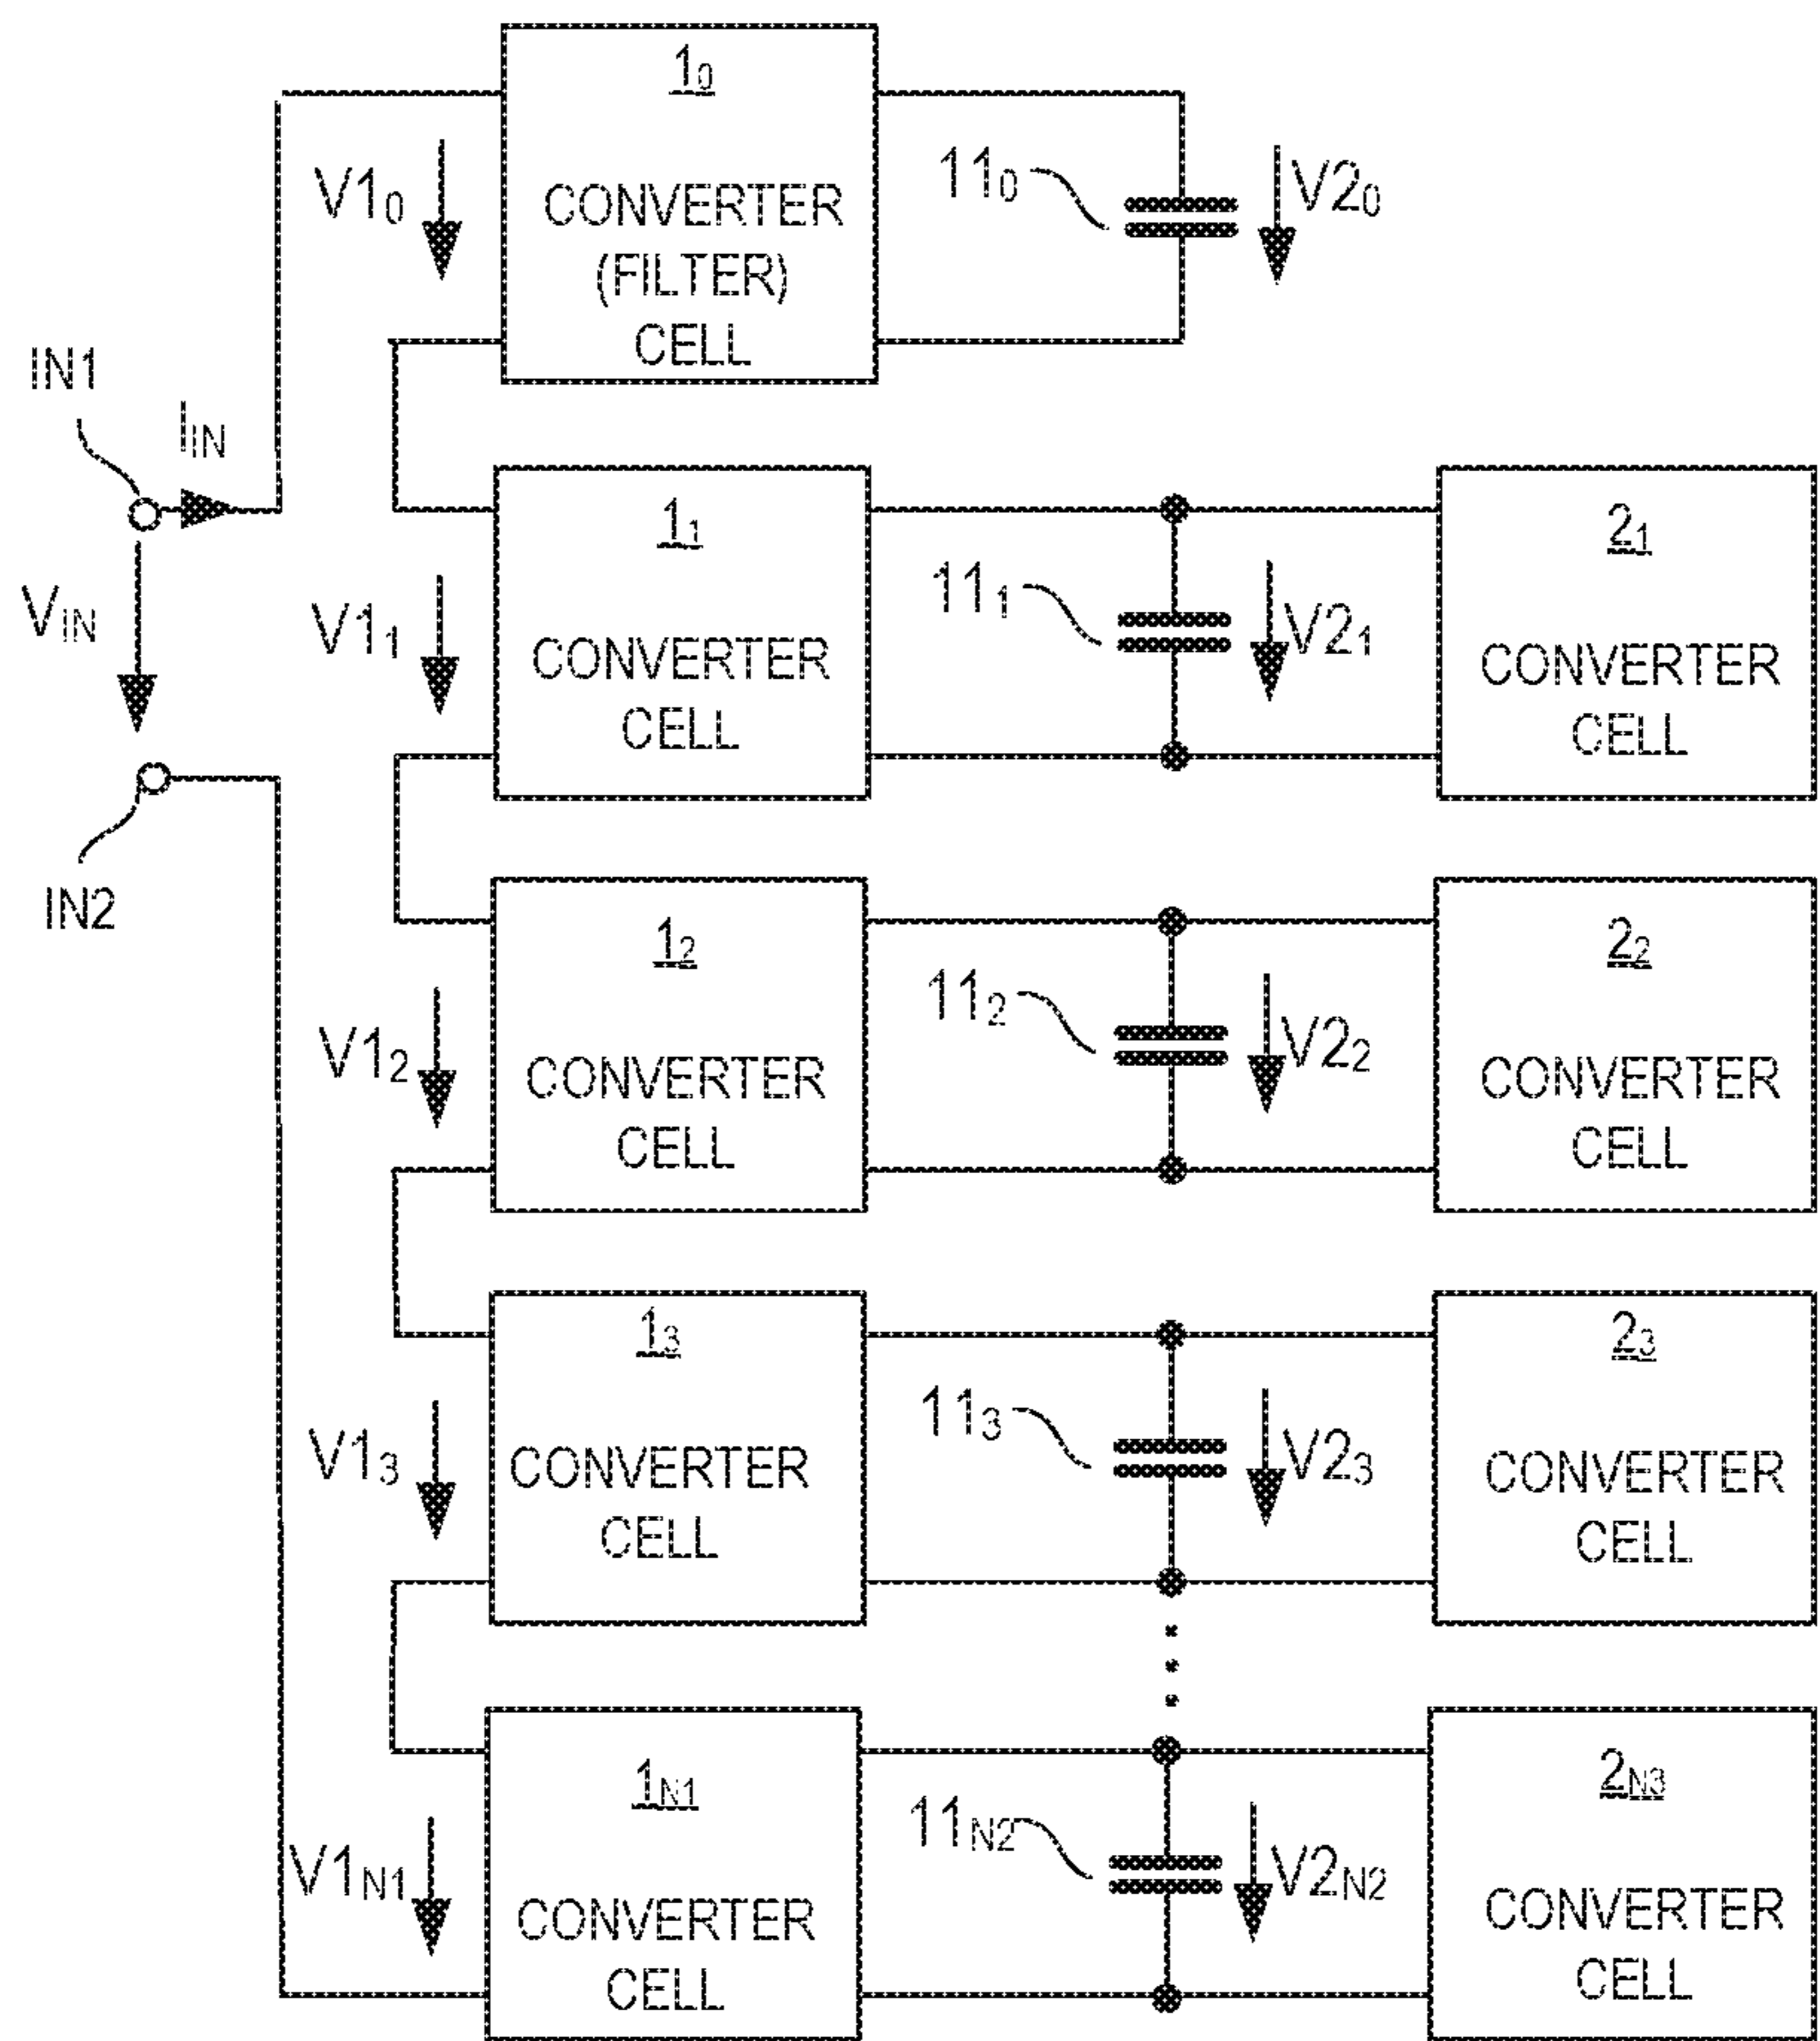 1₀
CONVERTER
(FILTER)
CELL
V1₀
11₀
V2₀
IN1
I_IN
V_IN
IN2
1₁
CONVERTER
CELL
V1₁
11₁
V2₁
2₁
CONVERTER
CELL
1₂
CONVERTER
CELL
V1₂
11₂
V2₂
2₂
CONVERTER
CELL
1₃
CONVERTER
CELL
V1₃
11₃
V2₃
2₃
CONVERTER
CELL
1_N1
CONVERTER
CELL
V1_N1
11_N2
V2_N2
2_N3
CONVERTER
CELL